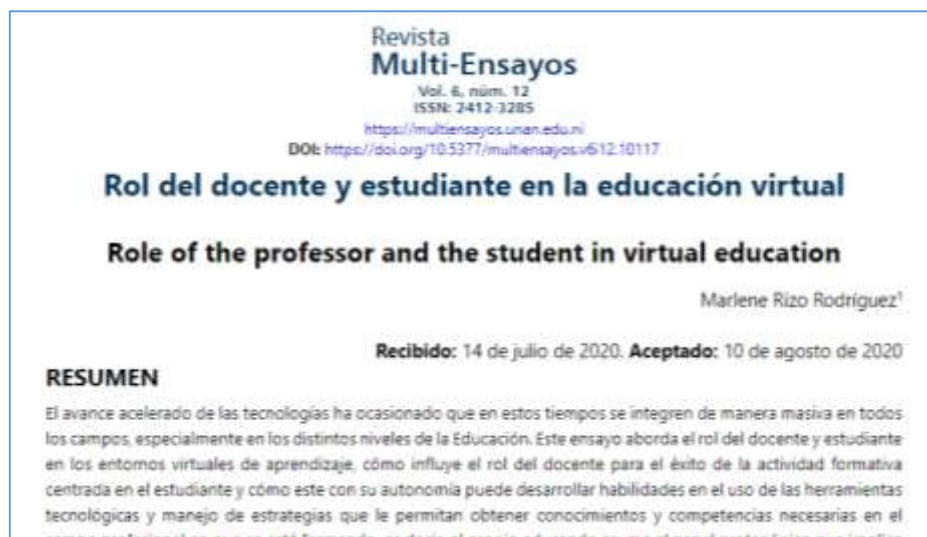 Revista
Multi-Ensayos
Vol. 6, núm. 12
ISSN: 2412-3285
https://multiensayos.unan.edu.ni
DOI: https://doi.org/10.5377/multiensayos.v6i12.10117
Rol del docente y estudiante en la educación virtual
Role of the professor and the student in virtual education
Marlene Rizo Rodríguez¹
Recibido: 14 de julio de 2020. Aceptado: 10 de agosto de 2020
RESUMEN
El avance acelerado de las tecnologías ha ocasionado que en estos tiempos se integren de manera masiva en todos
los campos, especialmente en los distintos niveles de la Educación. Este ensayo aborda el rol del docente y estudiante
en los entornos virtuales de aprendizaje, cómo influye el rol del docente para el éxito de la actividad formativa
centrada en el estudiante y cómo este con su autonomía puede desarrollar habilidades en el uso de las herramientas
tecnológicas y manejo de estrategias que le permitan obtener conocimientos y competencias necesarias en el